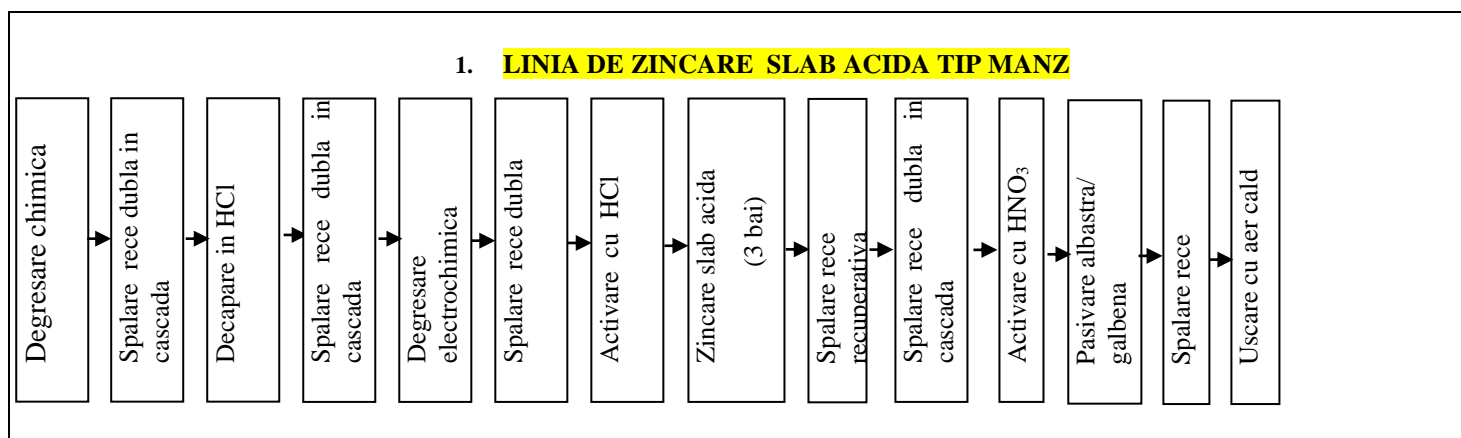 1. LINIA DE ZINCARE SLAB ACIDA TIP MANZ
Degresare chimica
Spalare rece dubla in
cascada
Decapare in HCl
Spalare rece dubla in
cascada
Degresare
electrochimica
Spalare rece dubla
Activare cu HCl
Zincare slab acida
(3 bai)
Spalare rece
recuperativa
Spalare rece dubla in
cascada
Activare cu HNO₃
Pasivare albastra/
galbena
Spalare rece
Uscare cu aer cald